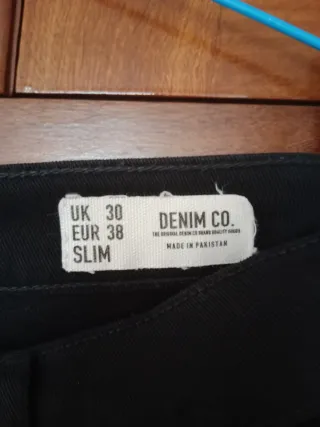 UK 30
EUR 38
SLIM
DENIM CO.
THE ORIGINAL DENIM CO BRAND QUALITY GOODS
MADE IN PAKISTAN